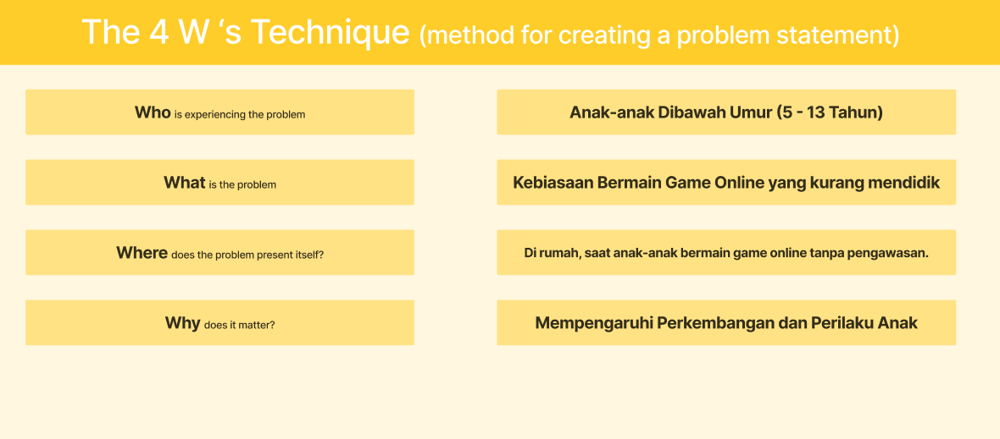 The 4 W ‘s Technique (method for creating a problem statement)
Who is experiencing the problem
Anak-anak Dibawah Umur (5 - 13 Tahun)
What is the problem
Kebiasaan Bermain Game Online yang kurang mendidik
Where does the problem present itself?
Di rumah, saat anak-anak bermain game online tanpa pengawasan.
Why does it matter?
Mempengaruhi Perkembangan dan Perilaku Anak